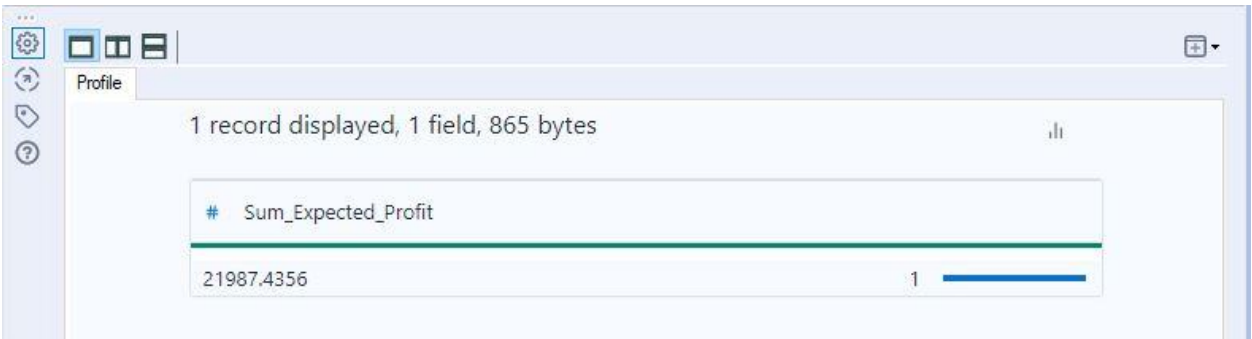 Profile
1 record displayed, 1 field, 865 bytes
# Sum_Expected_Profit
21987.4356 1